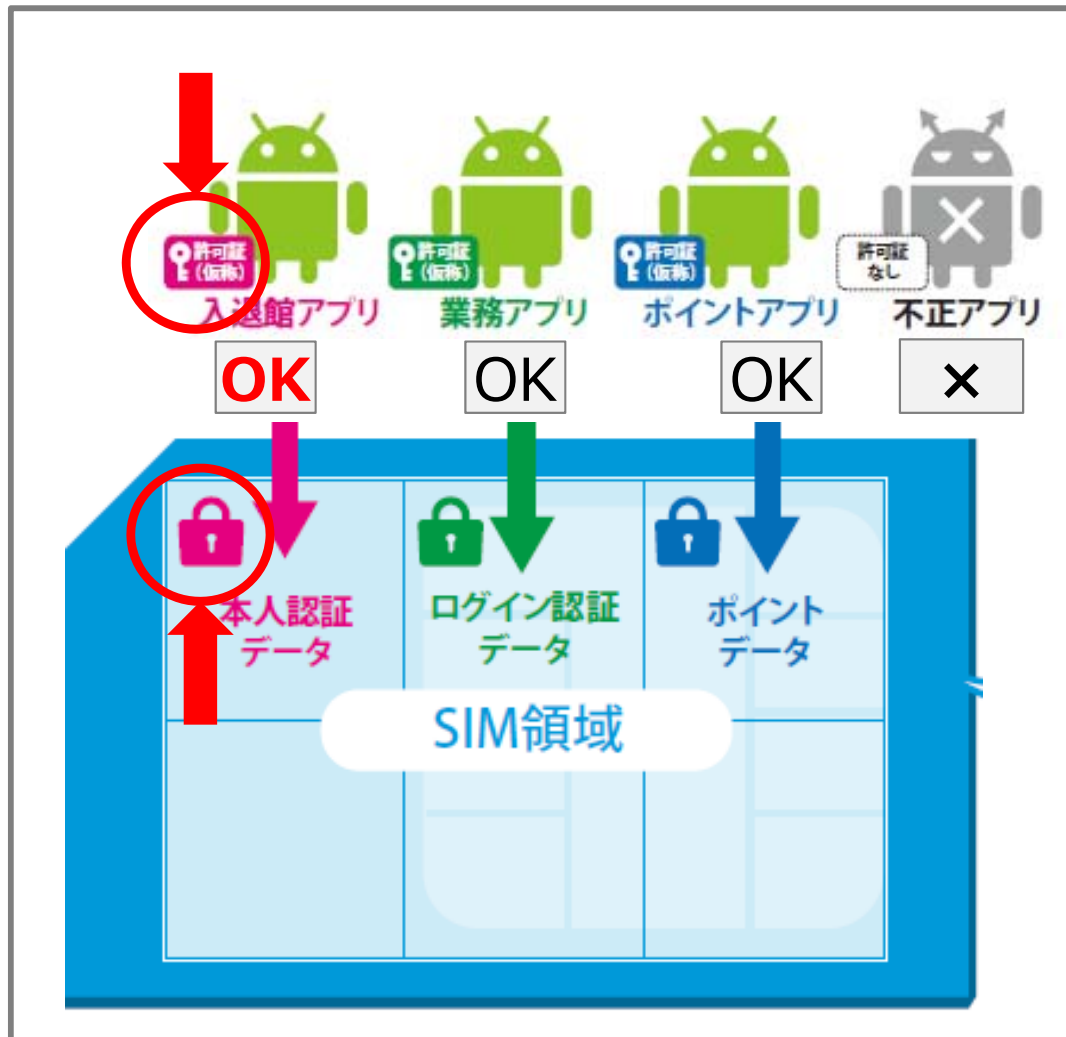 許可証
(仮称)
入退館アプリ
許可証
(仮称)
業務アプリ
許可証
(仮称)
ポイントアプリ
許可証
なし
不正アプリ
OK
OK
OK
×
本人認証
データ
ログイン認証
データ
ポイント
データ
SIM領域